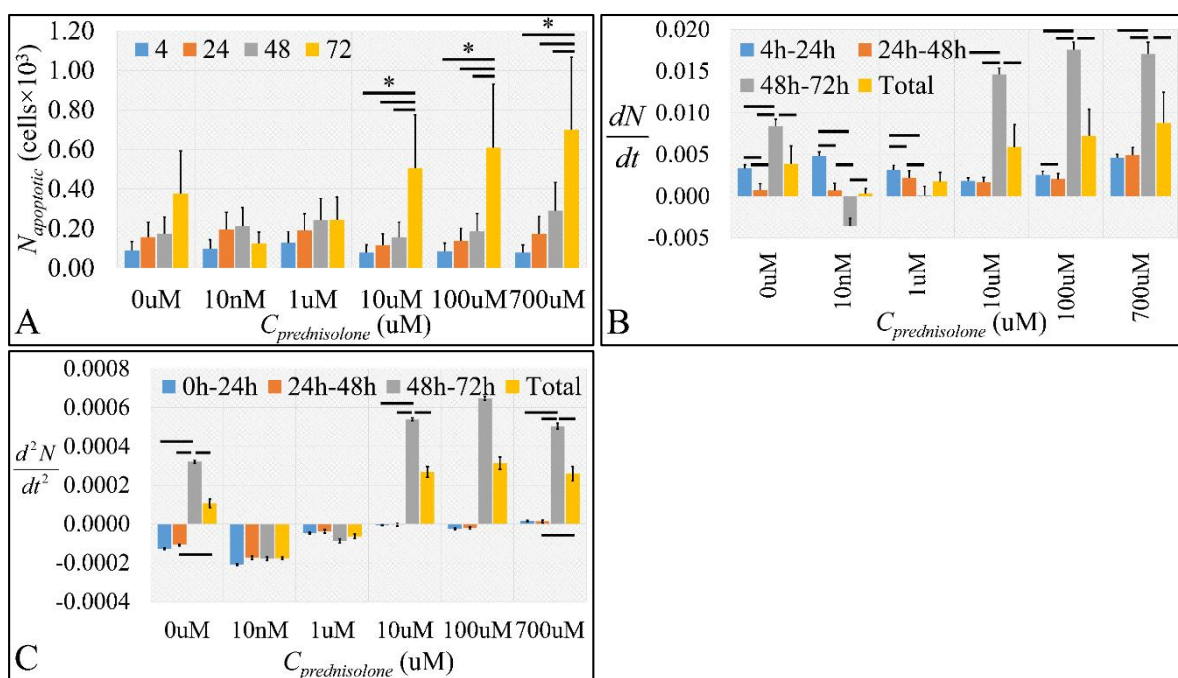 1.20
1.00
0.80
0.60
0.40
0.20
0.00
N_apoptotic (cells×10³)
4 24 48 72
* * *
0uM 10nM 1uM 10uM 100uM 700uM
C_prednisolone (uM)
A
0.020
0.015
0.010
0.005
0.000
-0.005
dN
dt
4h-24h 24h-48h
48h-72h Total
0uM 10nM 1uM 10uM 100uM 700uM
C_prednisolone (uM)
B
0.0008
0.0006
0.0004
0.0002
0.0000
-0.0002
-0.0004
d²N
dt²
0h-24h 24h-48h 48h-72h Total
0uM 10nM 1uM 10uM 100uM 700uM
C_prednisolone (uM)
C